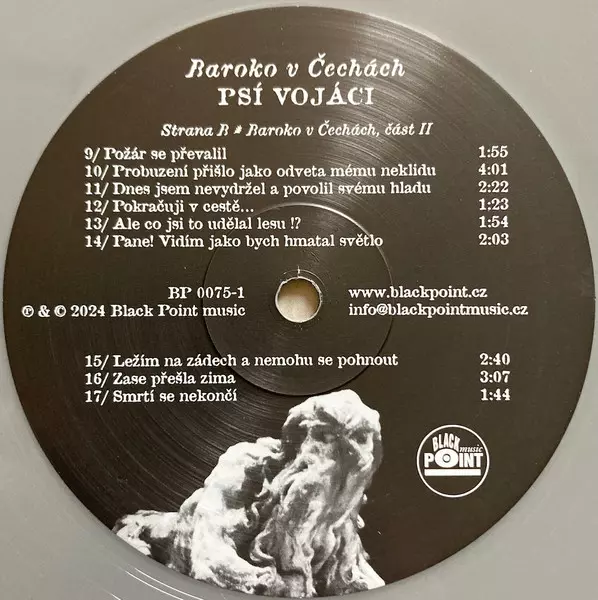 Baroko v Čechách
PSÍ VOJÁCI
Strana B # Baroko v Čechách, část II
9/ Požár se převalil 1:55
10/ Probuzení přišlo jako odveta mému neklidu 4:01
11/ Dnes jsem nevydržel a povolil svému hladu 2:22
12/ Pokračuji v cestě... 1:23
13/ Ale co jsi to udělal lesu !? 1:54
14/ Pane! Vidím jako bych hmatal světlo 2:03
BP 0075-1 www.blackpoint.cz
℗ & © 2024 Black Point music info@blackpointmusic.cz
15/ Ležím na zádech a nemohu se pohnout 2:40
16/ Zase přešla zima 3:07
17/ Smrtí se nekončí 1:44
BLACK
music
POINT